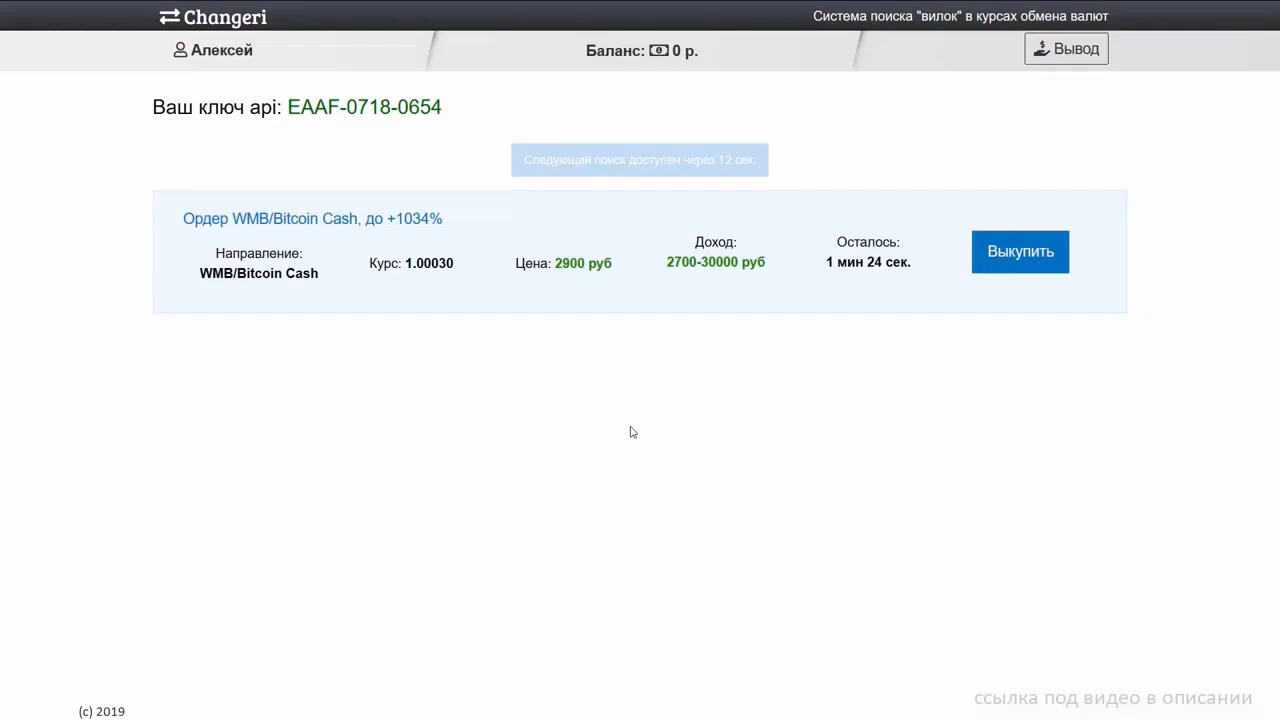 Changeri
Система поиска "вилок" в курсах обмена валют
Алексей
Баланс: 0 р.
Вывод
Ваш ключ api: EAAF-0718-0654
Следующий поиск доступен через 12 сек.
Ордер WMB/Bitcoin Cash, до +1034%
Направление:
WMB/Bitcoin Cash
Курс: 1.00030
Цена: 2900 руб
Доход:
2700-30000 руб
Осталось:
1 мин 24 сек.
Выкупить
ссылка под видео в описании
(c) 2019